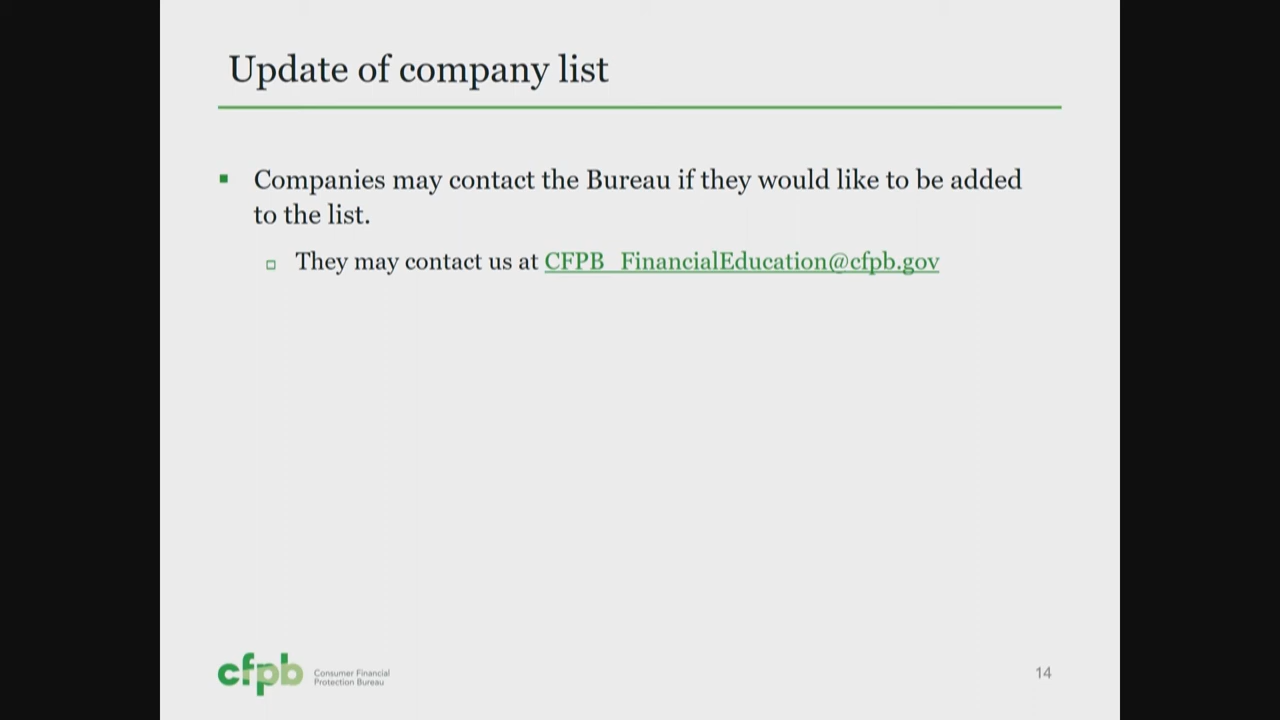 Update of company list
Companies may contact the Bureau if they would like to be added
to the list.
They may contact us at CFPB_FinancialEducation@cfpb.gov
cfpb Consumer Financial
Protection Bureau
14